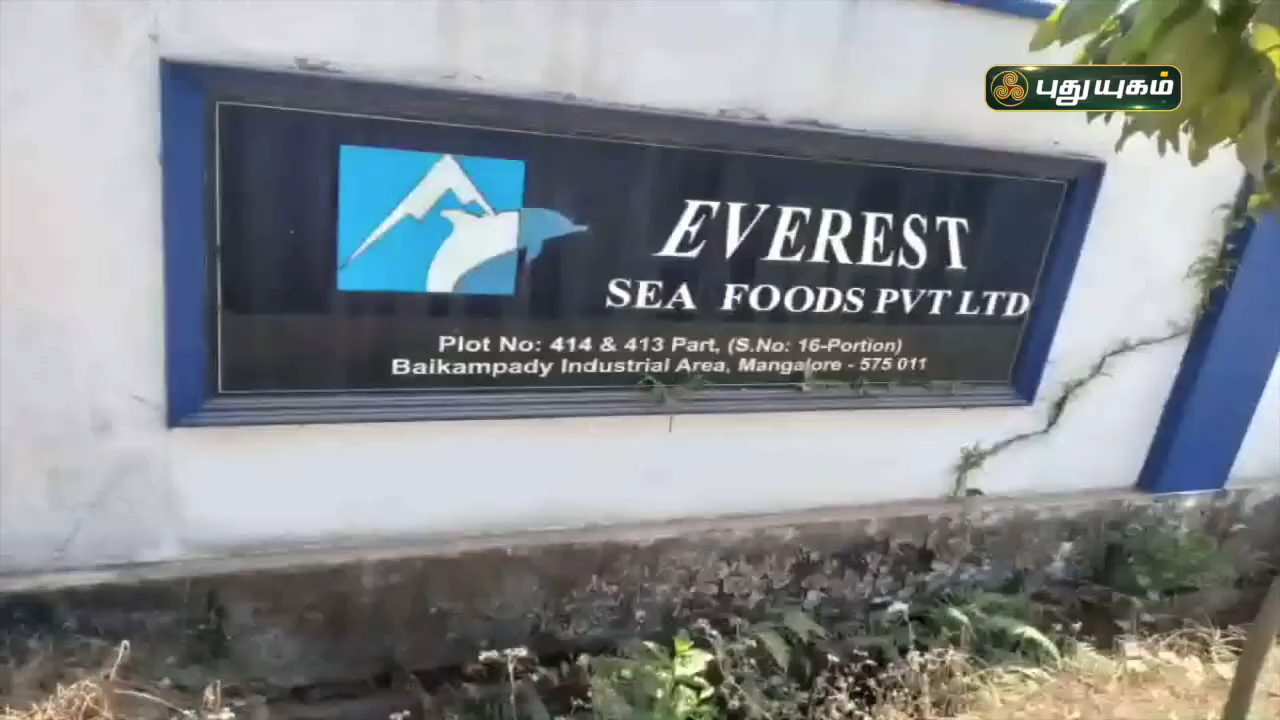 புதுயுகம்
EVEREST
SEA FOODS PVT LTD
Plot No: 414 & 413 Part, (S.No: 16-Portion)
Baikampady Industrial Area, Mangalore - 575 011